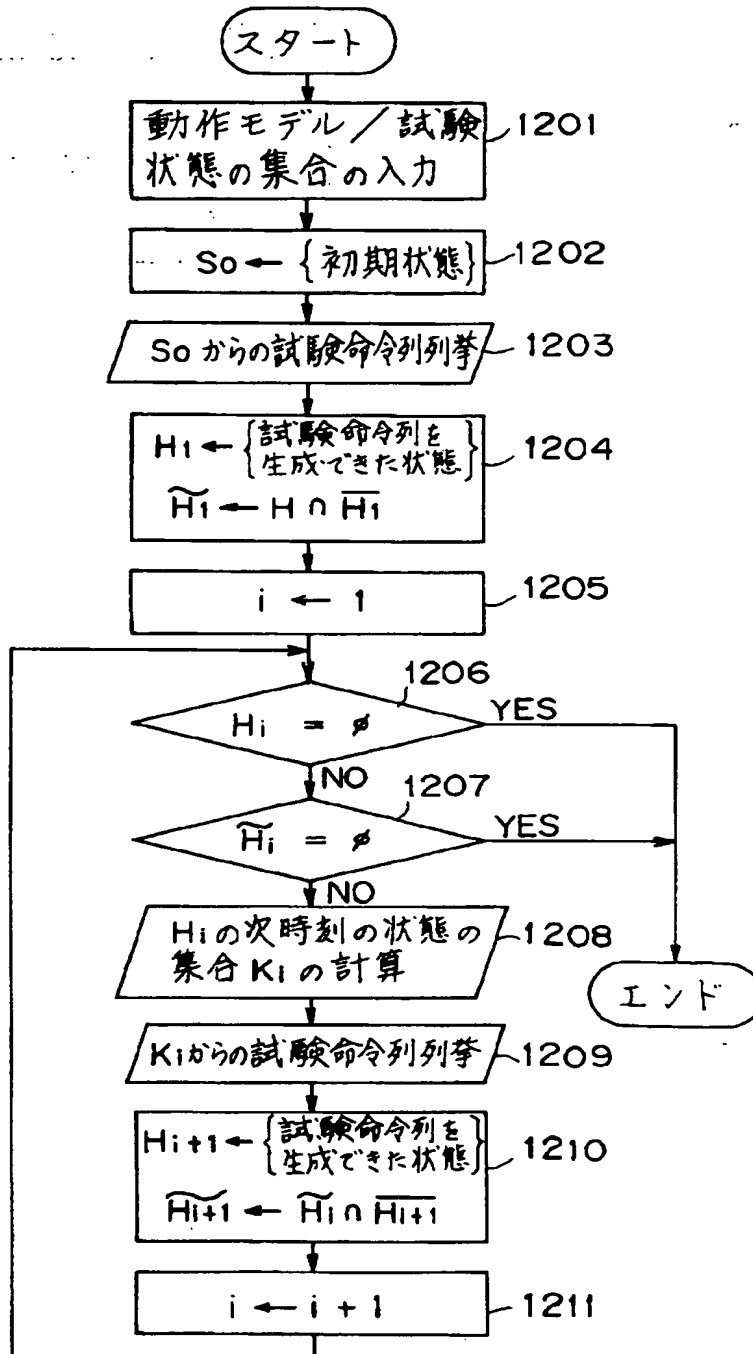 スタート
動作モデル/試験
状態の集合の入力
1201
So ← {初期状態}
1202
Soからの試験命令列列挙
1203
H1 ← {試験命令列を
生成できた状態}
H̃1 ← H ∩ H̅1̅
1204
i ← 1
1205
1206
Hi = ø
YES
NO
1207
H̃i = ø
YES
NO
Hiの次時刻の状態の
集合Kiの計算
1208
エンド
Kiからの試験命令列列挙
1209
Hi+1 ← {試験命令列を
生成できた状態}
H̃i+1 ← H̃i ∩ H̅i̅+̅1̅
1210
i ← i + 1
1211